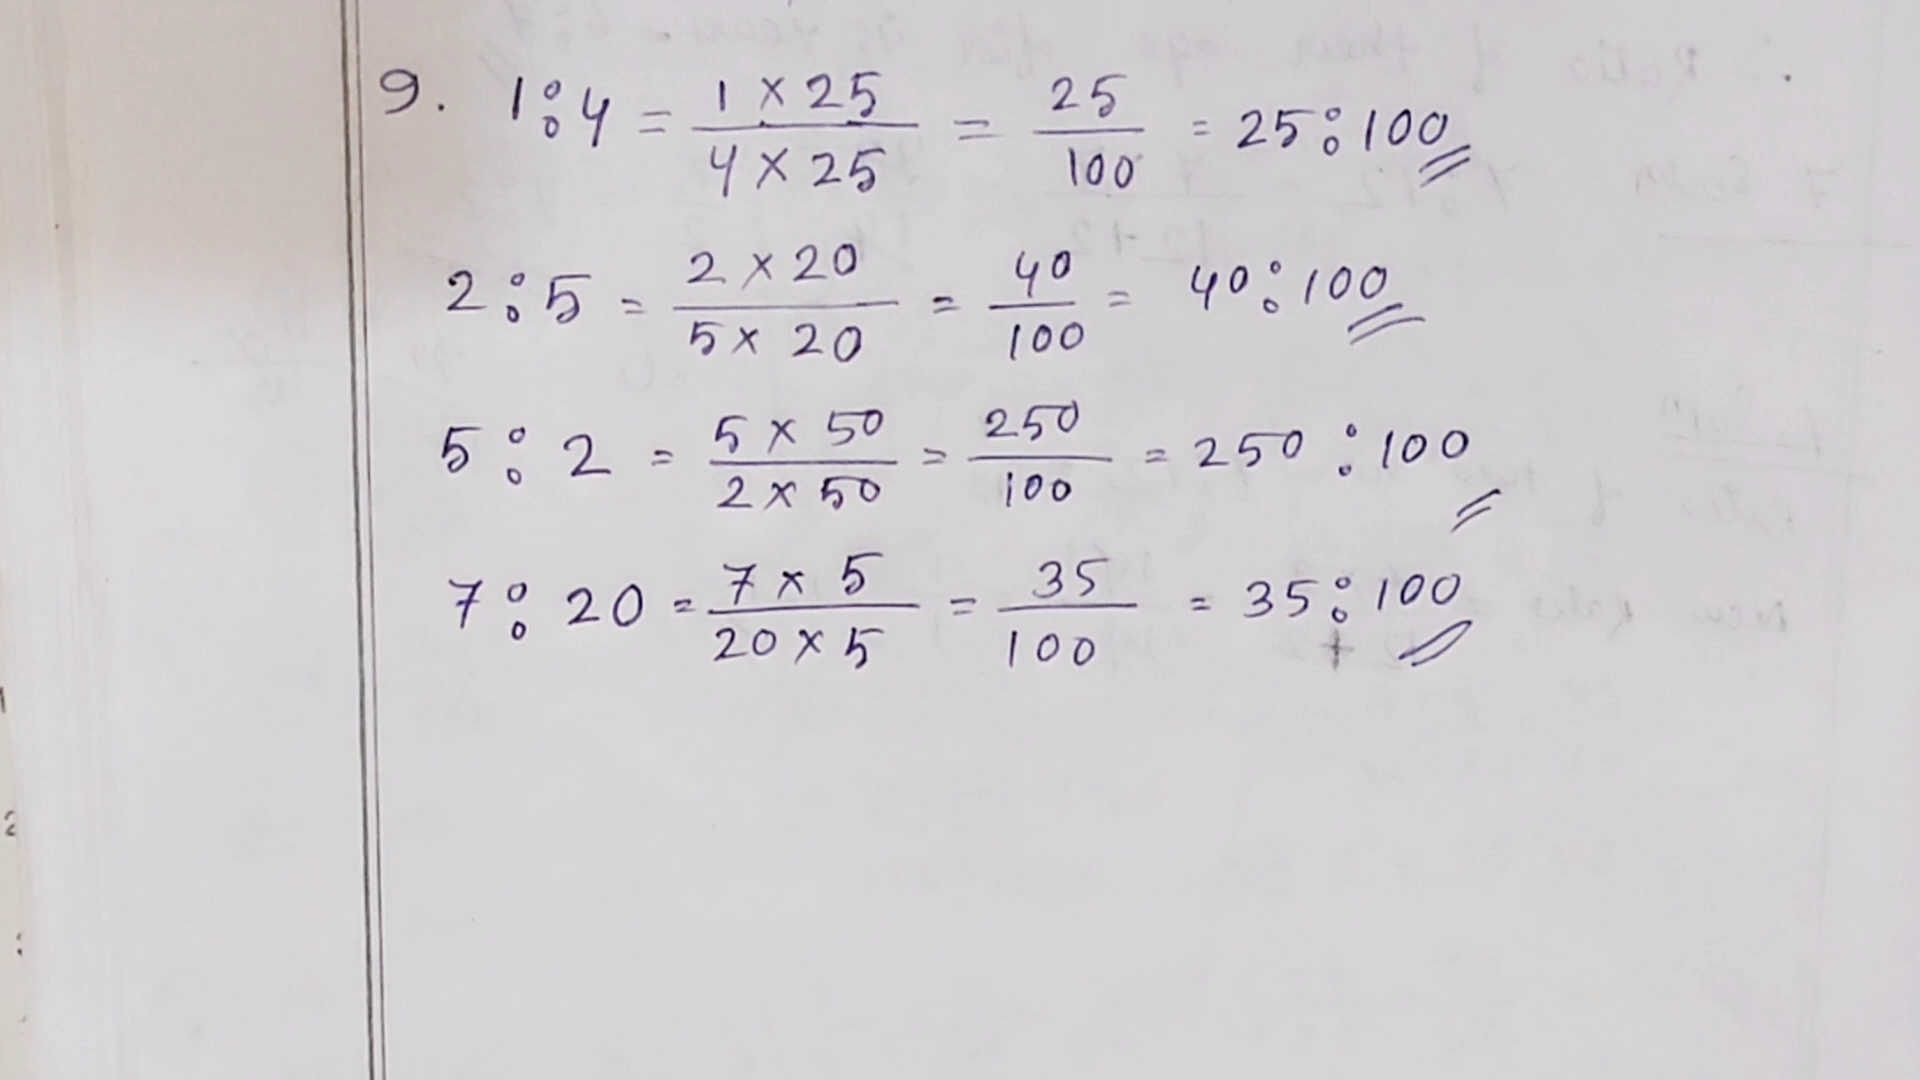 9. 1:4 = 1 × 25 / 4 × 25 = 25 / 100 = 25:100
2:5 = 2 × 20 / 5 × 20 = 40 / 100 = 40:100
5:2 = 5 × 50 / 2 × 50 = 250 / 100 = 250:100
7:20 = 7 × 5 / 20 × 5 = 35 / 100 = 35:100